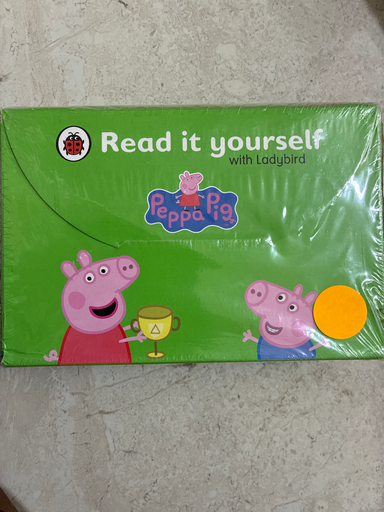 Read it yourself
with Ladybird
Peppa Pig